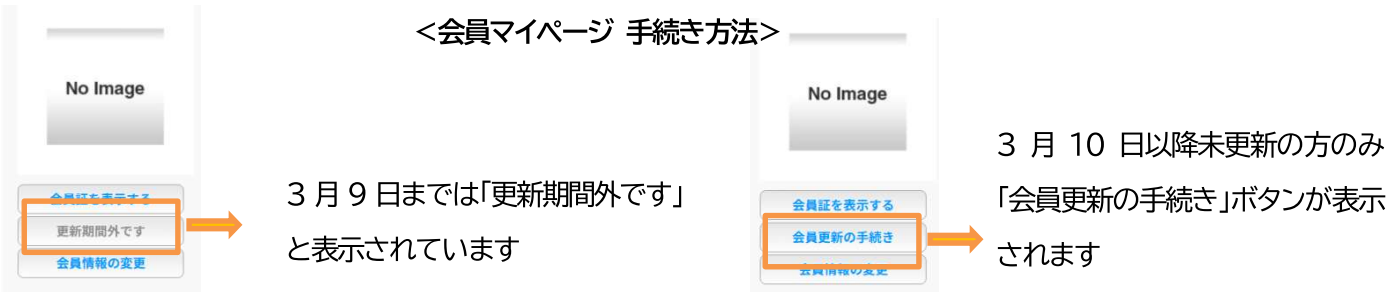 <会員マイページ 手続き方法>
No Image
会員証を表示する
更新期間外です
会員情報の変更
3月9日までは「更新期間外です」
と表示されています
No Image
会員証を表示する
会員更新の手続き
会員情報の変更
3 月 10 日以降未更新の方のみ
「会員更新の手続き」ボタンが表示
されます